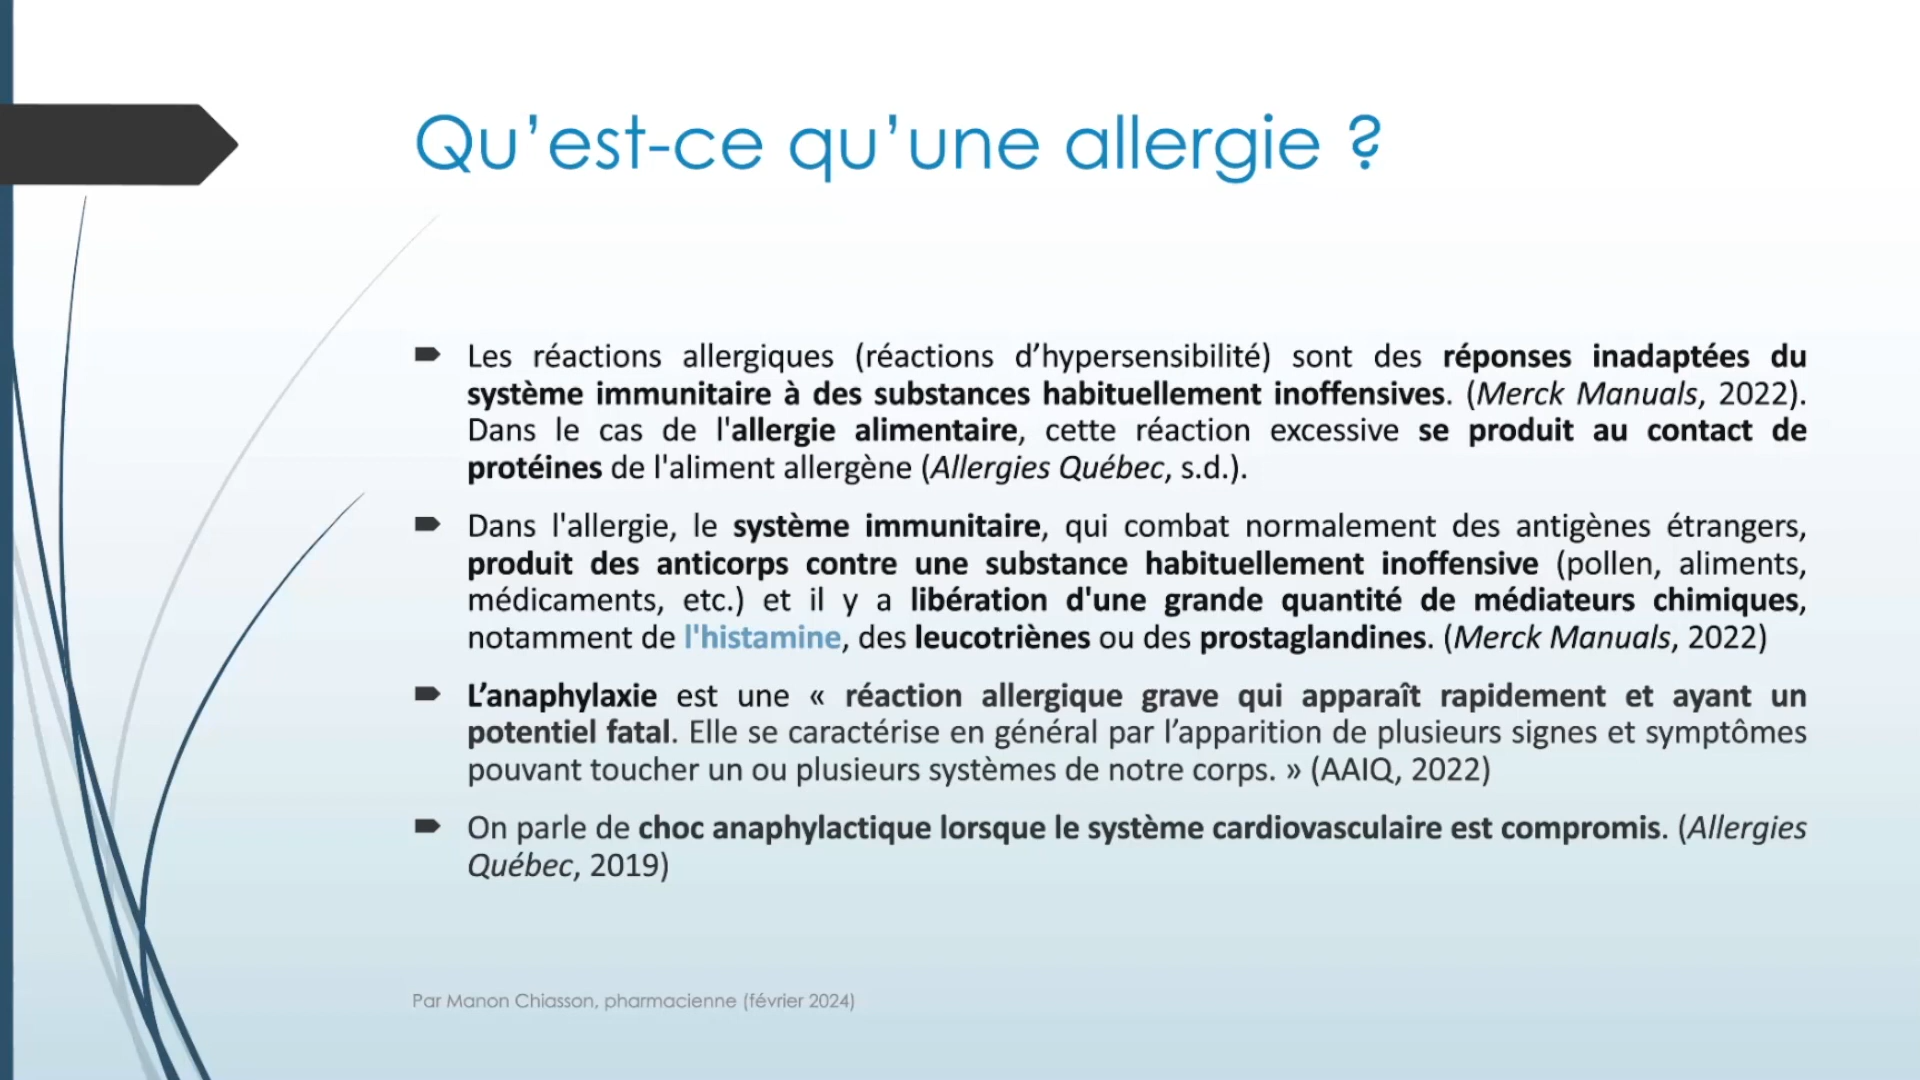 Qu’est-ce qu’une allergie ?
Les réactions allergiques (réactions d’hypersensibilité) sont des réponses inadaptées du
système immunitaire à des substances habituellement inoffensives. (Merck Manuals, 2022).
Dans le cas de l'allergie alimentaire, cette réaction excessive se produit au contact de
protéines de l'aliment allergène (Allergies Québec, s.d.).
Dans l'allergie, le système immunitaire, qui combat normalement des antigènes étrangers,
produit des anticorps contre une substance habituellement inoffensive (pollen, aliments,
médicaments, etc.) et il y a libération d'une grande quantité de médiateurs chimiques,
notamment de l'histamine, des leucotriènes ou des prostaglandines. (Merck Manuals, 2022)
L’anaphylaxie est une « réaction allergique grave qui apparaît rapidement et ayant un
potentiel fatal. Elle se caractérise en général par l’apparition de plusieurs signes et symptômes
pouvant toucher un ou plusieurs systèmes de notre corps. » (AAIQ, 2022)
On parle de choc anaphylactique lorsque le système cardiovasculaire est compromis. (Allergies
Québec, 2019)
Par Manon Chiasson, pharmacienne (février 2024)